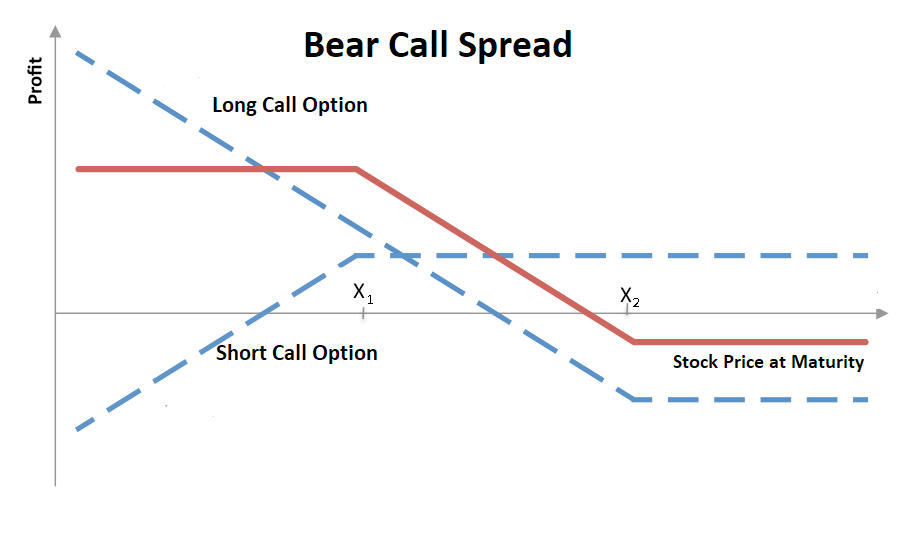 Bear Call Spread
Profit
Long Call Option
X₁
X₂
Short Call Option
Stock Price at Maturity